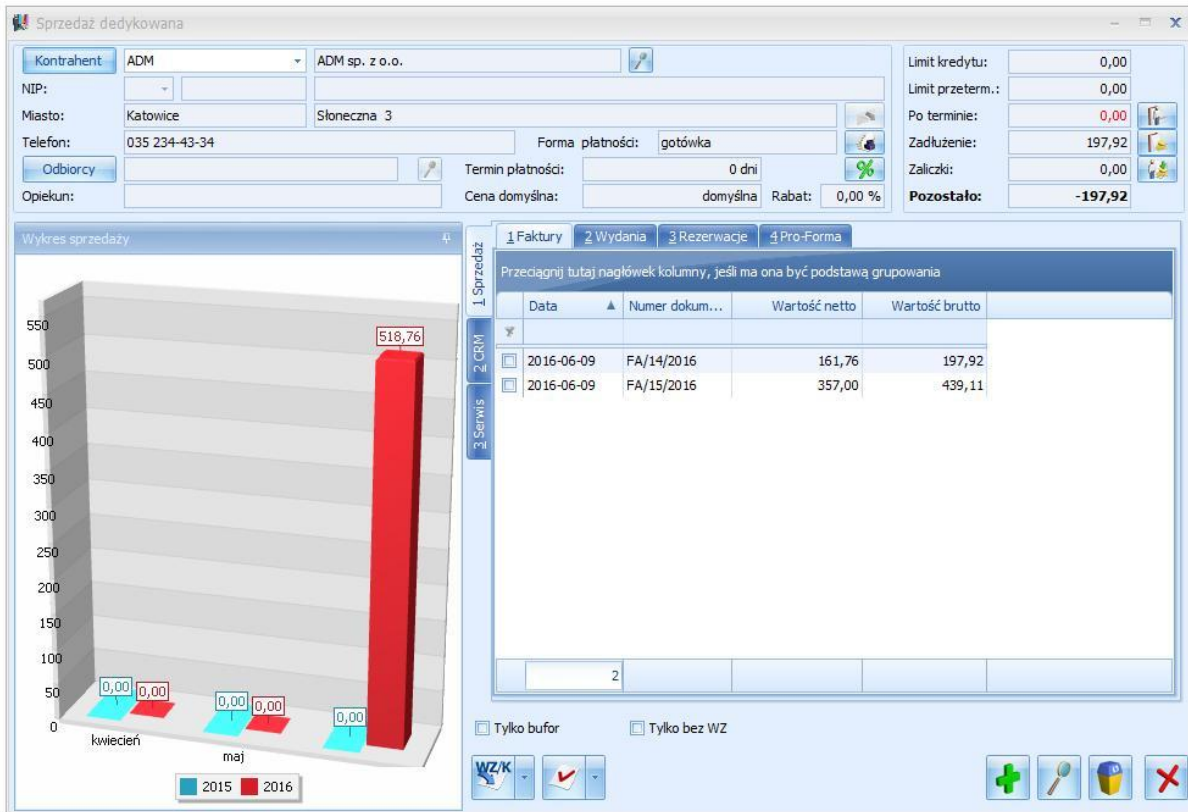 Sprzedaż dedykowana
Kontrahent ADM ADM sp. z o.o.
NIP:
Miasto: Katowice Słoneczna 3
Telefon: 035 234-43-34 Forma płatności: gotówka
Odbiorcy Termin płatności: 0 dni
Opiekun: Cena domyślna: domyślna Rabat: 0,00 %
Limit kredytu: 0,00
Limit przeterm.: 0,00
Po terminie: 0,00
Zadłużenie: 197,92
Zaliczki: 0,00
Pozostało: -197,92
Wykres sprzedaży
550
500
450
400
350
300
250
200
150
100
50
0
518,76
0,00 0,00
0,00 0,00
0,00
kwiecień
maj
2015 2016
1 Sprzedaż
2 CRM
3 Serwis
1 Faktury 2 Wydania 3 Rezerwacje 4 Pro-Forma
Przeciągnij tutaj nagłówek kolumny, jeśli ma ona być podstawą grupowania
Data Numer dokum... Wartość netto Wartość brutto
2016-06-09 FA/14/2016 161,76 197,92
2016-06-09 FA/15/2016 357,00 439,11
2
Tylko bufor Tylko bez WZ
WZ/K